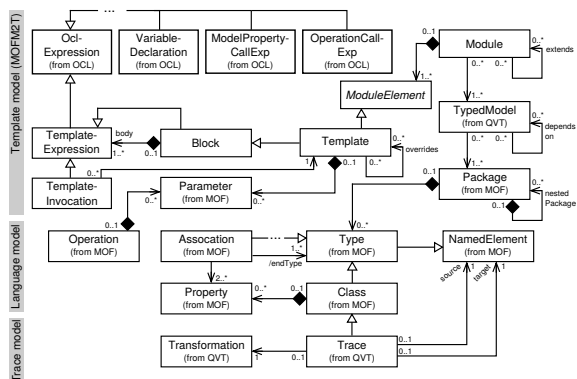 Template model (MOFM2T)
...
Ocl-
Expression
(from OCL)
Variable-
Declaration
(from OCL)
ModelProperty-
CallExp
(from OCL)
OperationCall-
Exp
(from OCL)
0..1
Module
0..*
extends
0..*
0..*
1..*
ModuleElement
1..*
TypedModel
(from QVT)
0..*
depends
on
0..*
0..*
Template-
Expression
body
1..*
0..1
Block
Template
0..*
overrides
1
0..1
0..*
1..*
Package
(from MOF)
0..1
0..*
nested
Package
0..1
Template-
Invocation
0..*
Parameter
(from MOF)
0..*
0..*
0..1
0..*
Language model
Operation
(from MOF)
Assocation
(from MOF)
...
1..*
/endType
Type
(from MOF)
NamedElement
(from MOF)
source
1
target
1
2..*
Property
(from MOF)
0..*
0..1
Class
(from MOF)
Trace model
Transformation
(from QVT)
1
0..1
Trace
(from QVT)
0..1
0..1